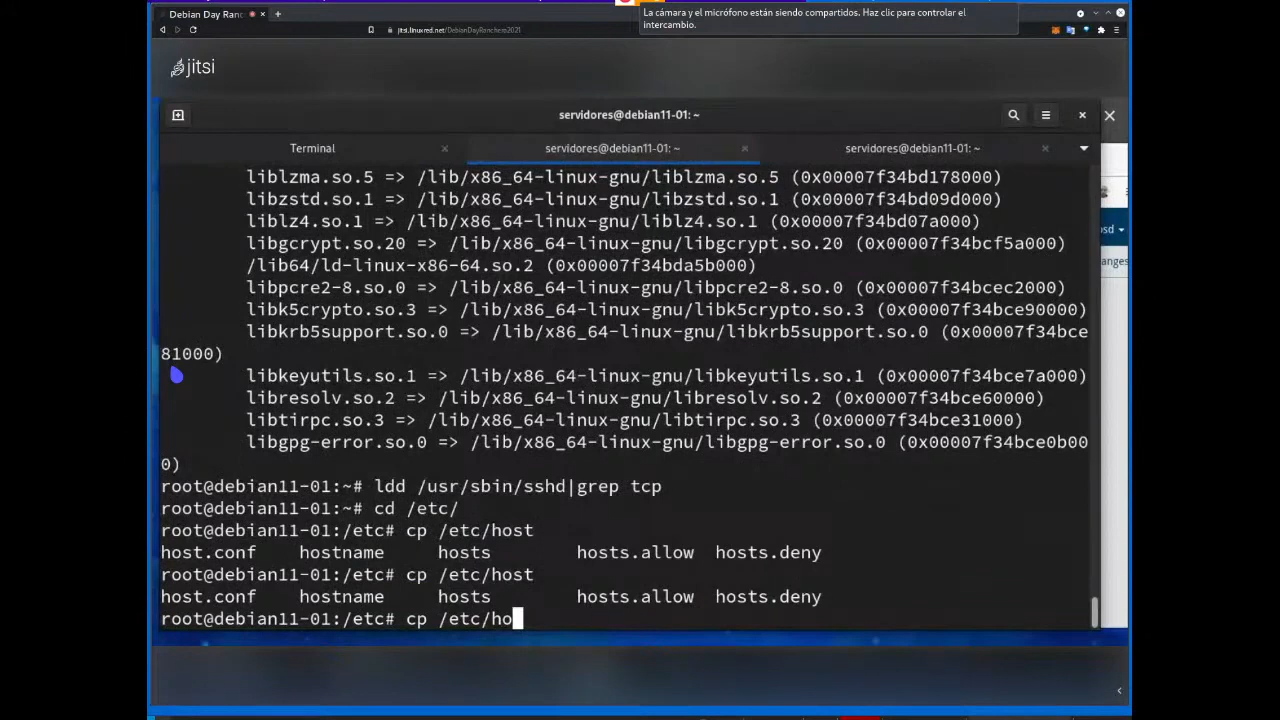 Debian Day Ranc
La cámara y el micrófono están siendo compartidos. Haz clic para controlar el
intercambio.
jitsi.linuxred.net/DebianDayRanchero2021
jitsi
servidores@debian11-01: ~
Terminal
servidores@debian11-01: ~
servidores@debian11-01: ~
liblzma.so.5 => /lib/x86_64-linux-gnu/liblzma.so.5 (0x00007f34bd178000)
libzstd.so.1 => /lib/x86_64-linux-gnu/libzstd.so.1 (0x00007f34bd09d000)
liblz4.so.1 => /lib/x86_64-linux-gnu/liblz4.so.1 (0x00007f34bd07a000)
libgcrypt.so.20 => /lib/x86_64-linux-gnu/libgcrypt.so.20 (0x00007f34bcf5a000)
/lib64/ld-linux-x86-64.so.2 (0x00007f34bda5b000)
libpcre2-8.so.0 => /lib/x86_64-linux-gnu/libpcre2-8.so.0 (0x00007f34bcec2000)
libk5crypto.so.3 => /lib/x86_64-linux-gnu/libk5crypto.so.3 (0x00007f34bce90000)
libkrb5support.so.0 => /lib/x86_64-linux-gnu/libkrb5support.so.0 (0x00007f34bce
81000)
libkeyutils.so.1 => /lib/x86_64-linux-gnu/libkeyutils.so.1 (0x00007f34bce7a000)
libresolv.so.2 => /lib/x86_64-linux-gnu/libresolv.so.2 (0x00007f34bce60000)
libtirpc.so.3 => /lib/x86_64-linux-gnu/libtirpc.so.3 (0x00007f34bce31000)
libgpg-error.so.0 => /lib/x86_64-linux-gnu/libgpg-error.so.0 (0x00007f34bce0b00
0)
root@debian11-01:~# ldd /usr/sbin/sshd|grep tcp
root@debian11-01:~# cd /etc/
root@debian11-01:/etc# cp /etc/host
host.conf hostname hosts hosts.allow hosts.deny
root@debian11-01:/etc# cp /etc/host
host.conf hostname hosts hosts.allow hosts.deny
root@debian11-01:/etc# cp /etc/ho
osd
anges